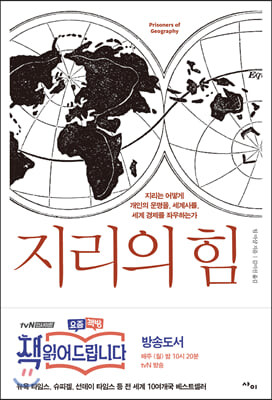 Prisoners of
Geography
Eq
지리는 어떻게
개인의 운명을, 세계사를,
세계 경제를 좌우하는가
지리의 힘
팀 마샬 지음 | 김미선 옮김
tvN
요즘책방
책 읽어드립니다
방송도서
매주 (일) 밤 10시 20분
tvN 방송
뉴욕 타임스, 슈피겔, 선데이 타임스 등 전 세계 10여개국 베스트셀러
사이